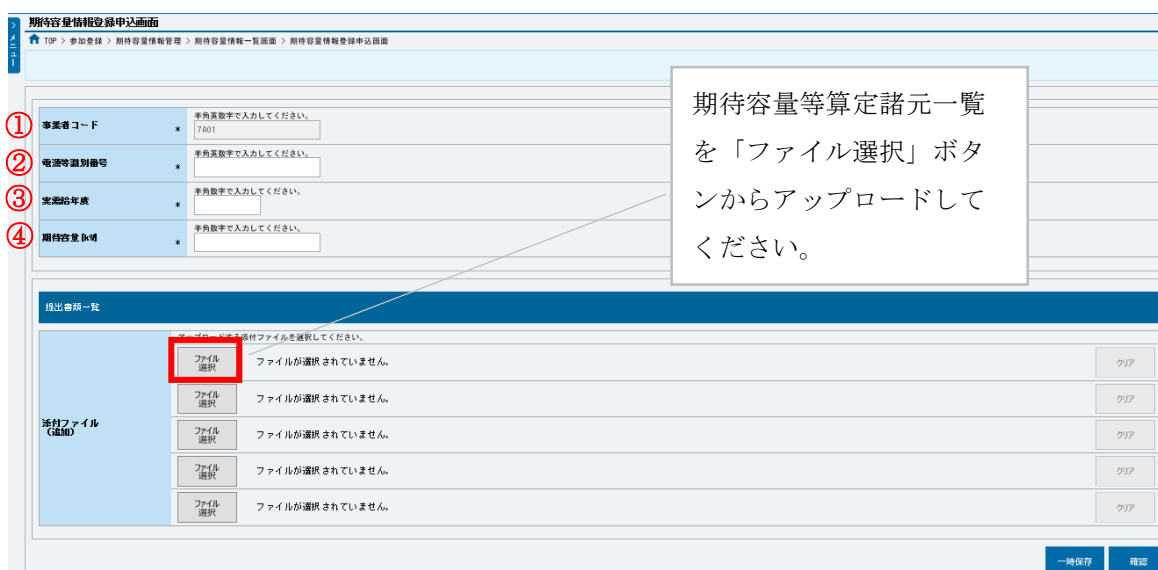 期待容量情報登録申込画面
>
メニュー
TOP > 参加登録 > 期待容量情報管理 > 期待容量情報一覧画面 > 期待容量情報登録申込画面
期待容量等算定諸元一覧
を「ファイル選択」ボタ
ンからアップロードして
ください。
① 事業者コード *
半角英数字で入力してください。
7A01
② 電源等識別番号 *
半角英数字で入力してください。
③ 実需給年度 *
半角数字で入力してください。
④ 期待容量[kW] *
半角数字で入力してください。
提出書類一覧
添付ファイル
(追加)
アップロードする添付ファイルを選択してください。
ファイル
選択
ファイルが選択されていません。
クリア
ファイル
選択
ファイルが選択されていません。
クリア
ファイル
選択
ファイルが選択されていません。
クリア
ファイル
選択
ファイルが選択されていません。
クリア
ファイル
選択
ファイルが選択されていません。
クリア
一時保存
確認